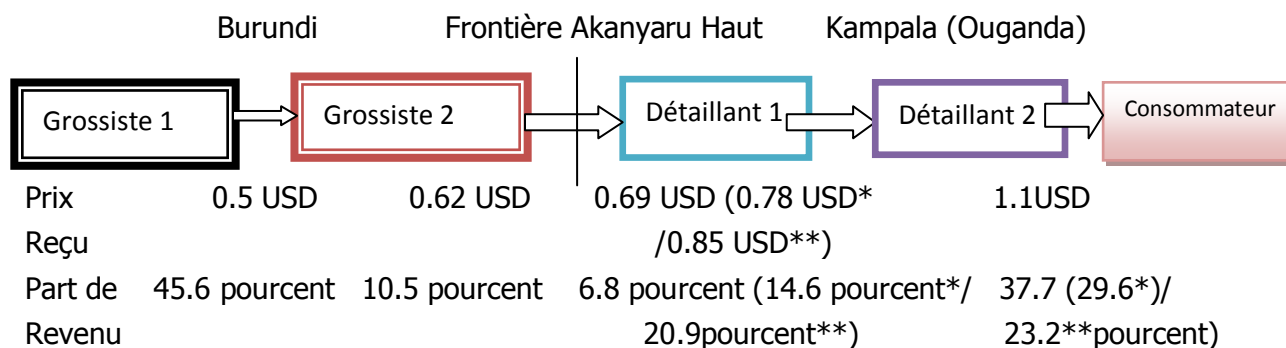 Burundi Frontière Akanyaru Haut Kampala (Ouganda)
Grossiste 1 Grossiste 2 Détaillant 1 Détaillant 2 Consommateur
Prix 0.5 USD 0.62 USD 0.69 USD (0.78 USD* 1.1USD
Reçu /0.85 USD**)
Part de 45.6 pourcent 10.5 pourcent 6.8 pourcent (14.6 pourcent*/ 37.7 (29.6*)/
Revenu 20.9pourcent**) 23.2**pourcent)